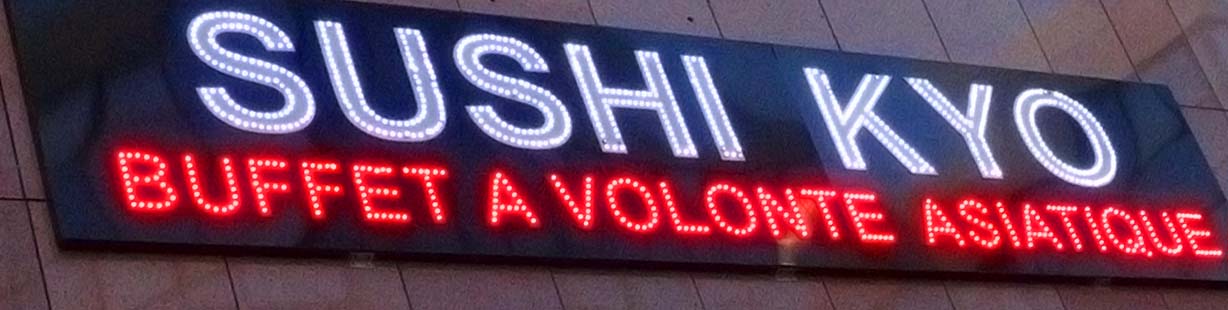 SUSHI KYO
BUFFET A VOLONTE ASIATIQUE